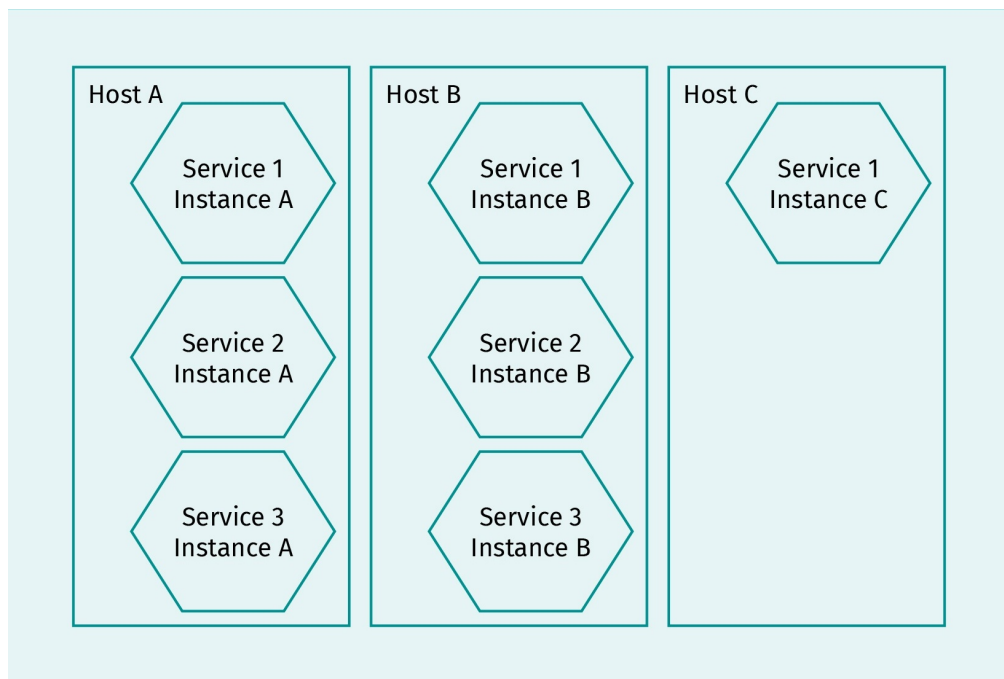 Host A
Service 1
Instance A
Service 2
Instance A
Service 3
Instance A
Host B
Service 1
Instance B
Service 2
Instance B
Service 3
Instance B
Host C
Service 1
Instance C